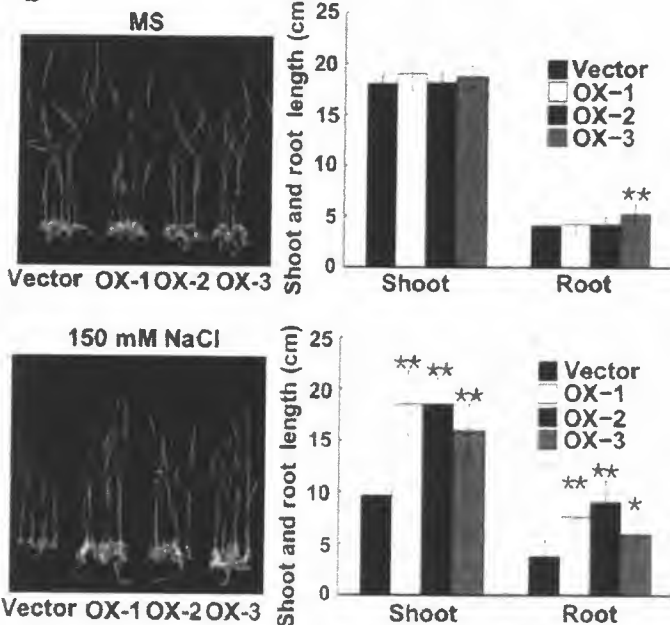 MS
Vector OX-1 OX-2 OX-3
Shoot and root length (cm)
25
20
15
10
5
0
Vector
OX-1
OX-2
OX-3
**
Shoot Root
150 mM NaCl
Vector OX-1 OX-2 OX-3
Shoot and root length (cm)
25
20
15
10
5
0
Vector
OX-1
OX-2
OX-3
** ** **
** ** *
Shoot Root